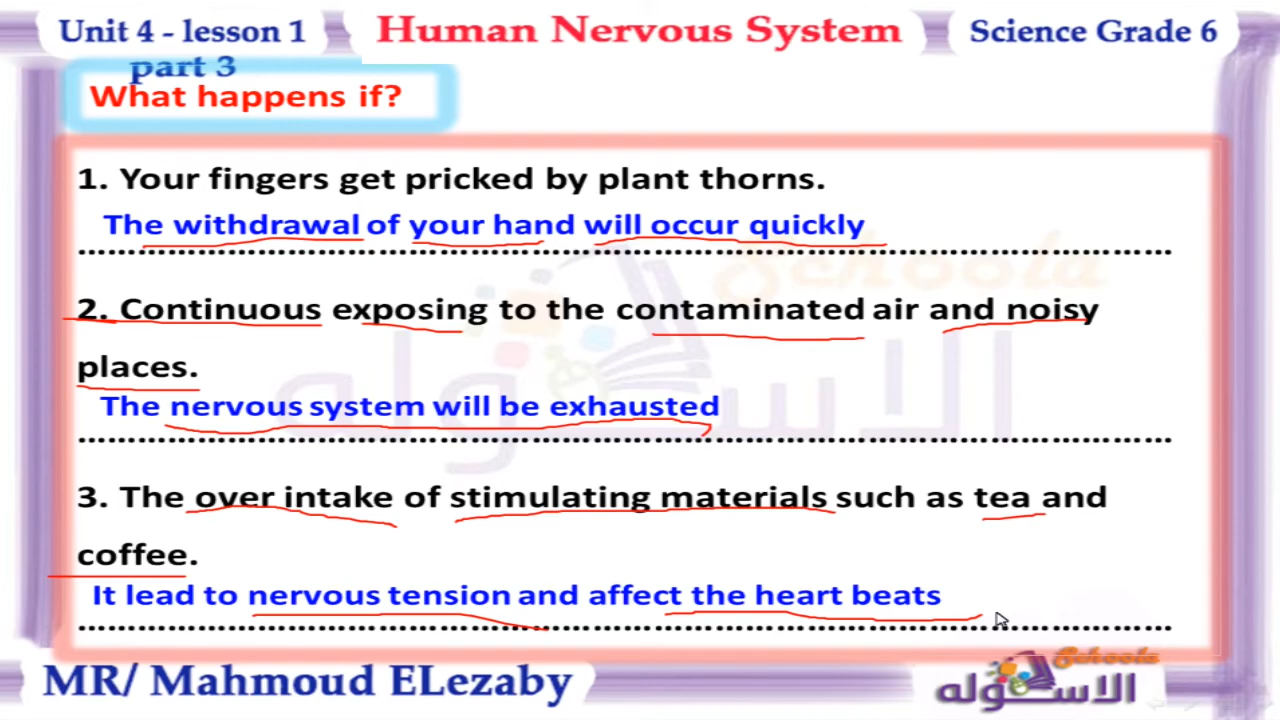 Unit 4 - lesson 1
part 3
Human Nervous System
Science Grade 6
What happens if?
1. Your fingers get pricked by plant thorns.
The withdrawal of your hand will occur quickly
2. Continuous exposing to the contaminated air and noisy
places.
The nervous system will be exhausted
3. The over intake of stimulating materials such as tea and
coffee.
It lead to nervous tension and affect the heart beats
MR/ Mahmoud ELezaby
Schoola
الاسكوله